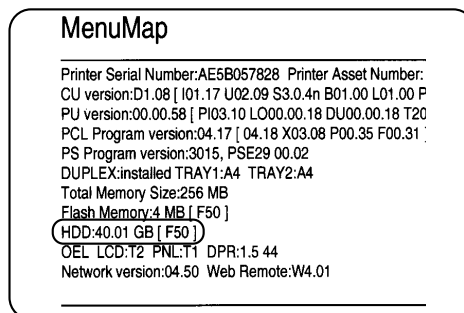 MenuMap
Printer Serial Number:AE5B057828 Printer Asset Number:
CU version:D1.08 [ I01.17 U02.09 S3.0.4n B01.00 L01.00 P
PU version:00.00.58 [ PI03.10 LO00.00.18 DU00.00.18 T20
PCL Program version:04.17 [ 04.18 X03.08 P00.35 F00.31 ]
PS Program version:3015, PSE29 00.02
DUPLEX:installed TRAY1:A4 TRAY2:A4
Total Memory Size:256 MB
Flash Memory:4 MB [ F50 ]
HDD:40.01 GB [ F50 ]
OEL LCD:T2 PNL:T1 DPR:1.5 44
Network version:04.50 Web Remote:W4.01